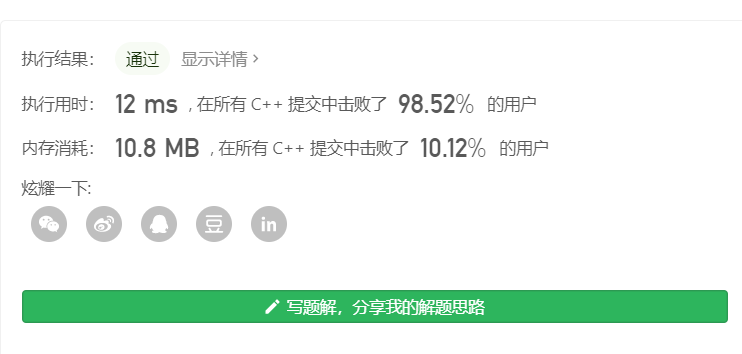 执行结果： 通过 显示详情 >
执行用时： 12 ms , 在所有 C++ 提交中击败了 98.52% 的用户
内存消耗： 10.8 MB , 在所有 C++ 提交中击败了 10.12% 的用户
炫耀一下:
豆 in
写题解，分享我的解题思路